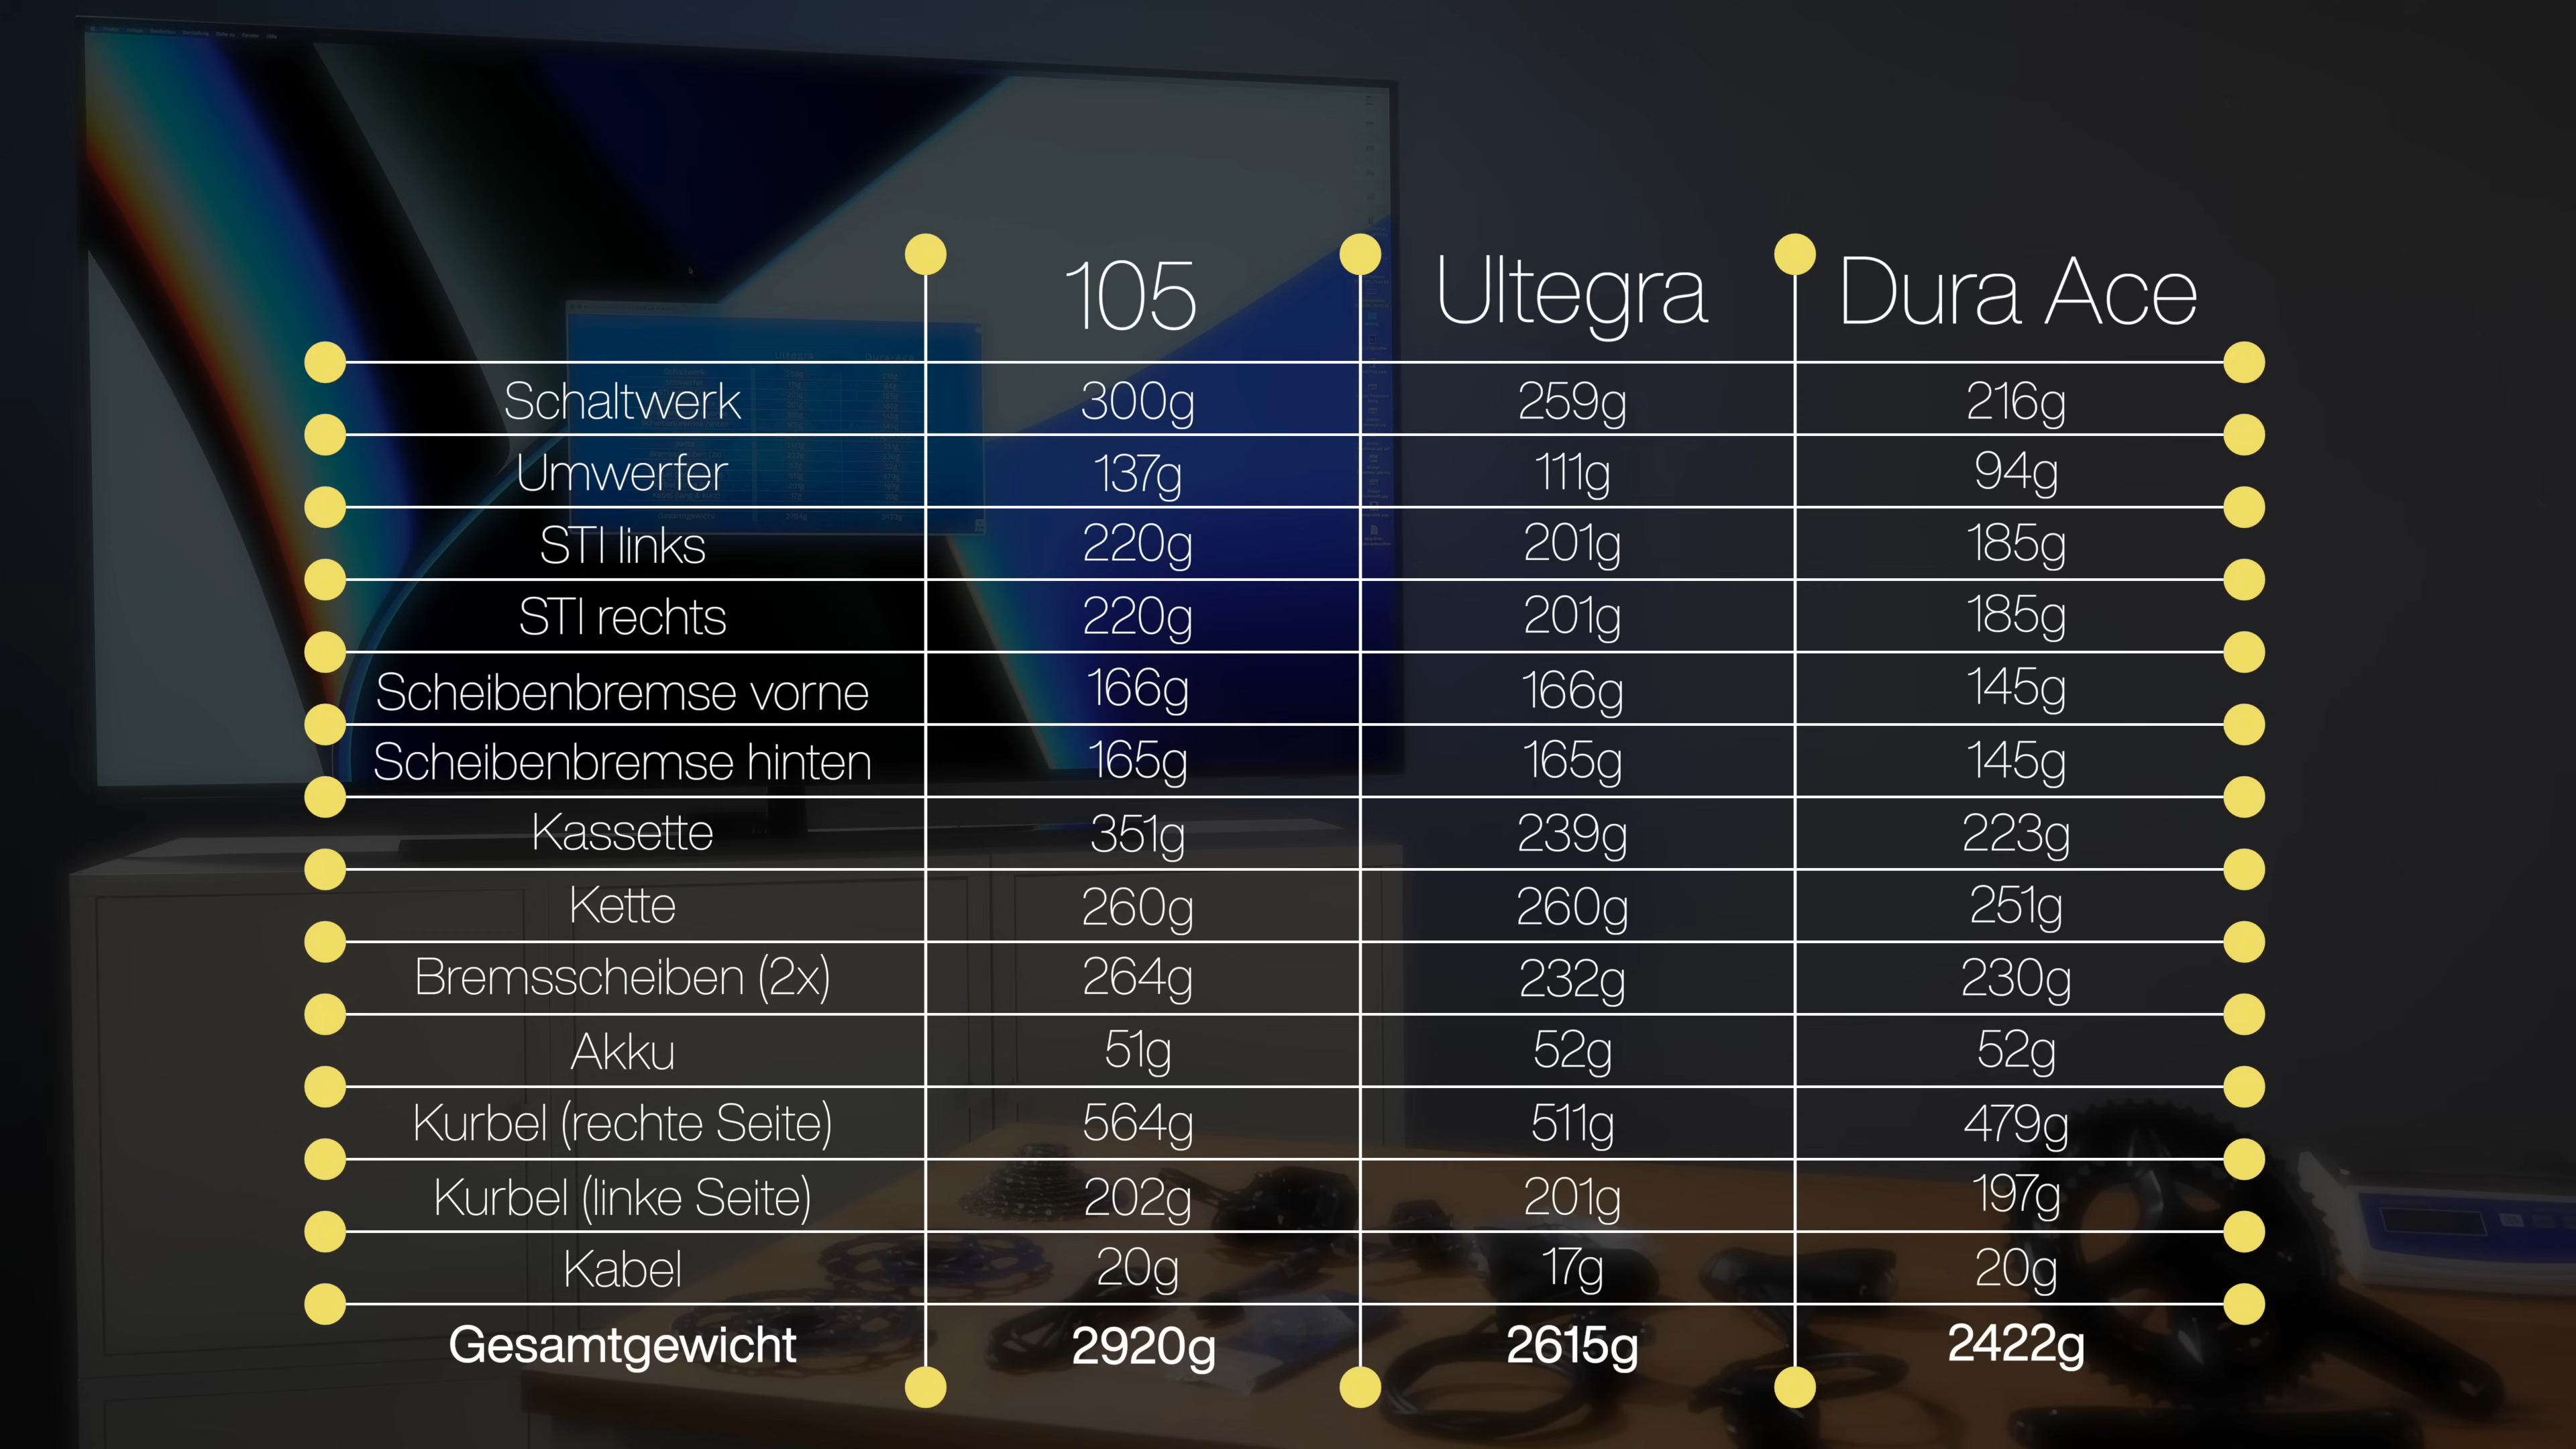 105 Ultegra Dura Ace
Schaltwerk 300g 259g 216g
Umwerfer 137g 111g 94g
STI links 220g 201g 185g
STI rechts 220g 201g 185g
Scheibenbremse vorne 166g 166g 145g
Scheibenbremse hinten 165g 165g 145g
Kassette 351g 239g 223g
Kette 260g 260g 251g
Bremsscheiben (2x) 264g 232g 230g
Akku 51g 52g 52g
Kurbel (rechte Seite) 564g 511g 479g
Kurbel (linke Seite) 202g 201g 197g
Kabel 20g 17g 20g
Gesamtgewicht 2920g 2615g 2422g